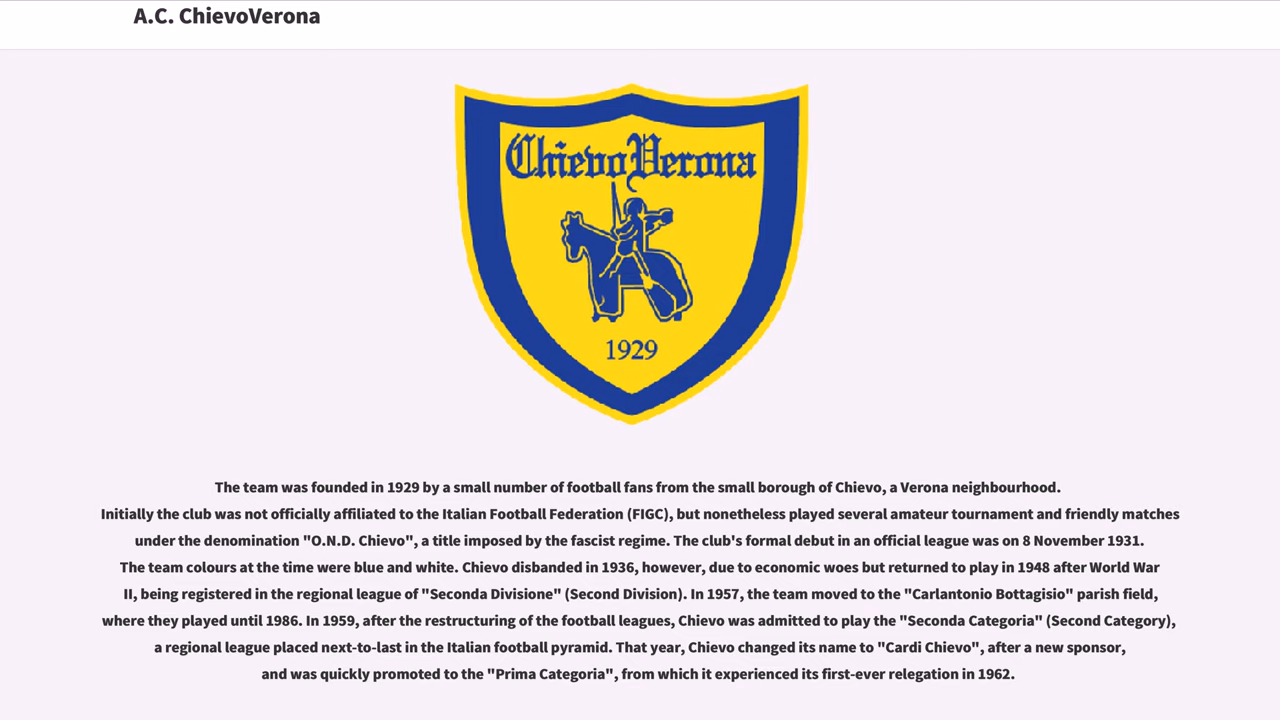 A.C. ChievoVerona
ChievoVerona
1929
The team was founded in 1929 by a small number of football fans from the small borough of Chievo, a Verona neighbourhood.
Initially the club was not officially affiliated to the Italian Football Federation (FIGC), but nonetheless played several amateur tournament and friendly matches
under the denomination "O.N.D. Chievo", a title imposed by the fascist regime. The club's formal debut in an official league was on 8 November 1931.
The team colours at the time were blue and white. Chievo disbanded in 1936, however, due to economic woes but returned to play in 1948 after World War
II, being registered in the regional league of "Seconda Divisione" (Second Division). In 1957, the team moved to the "Carlantonio Bottagisio" parish field,
where they played until 1986. In 1959, after the restructuring of the football leagues, Chievo was admitted to play the "Seconda Categoria" (Second Category),
a regional league placed next-to-last in the Italian football pyramid. That year, Chievo changed its name to "Cardi Chievo", after a new sponsor,
and was quickly promoted to the "Prima Categoria", from which it experienced its first-ever relegation in 1962.